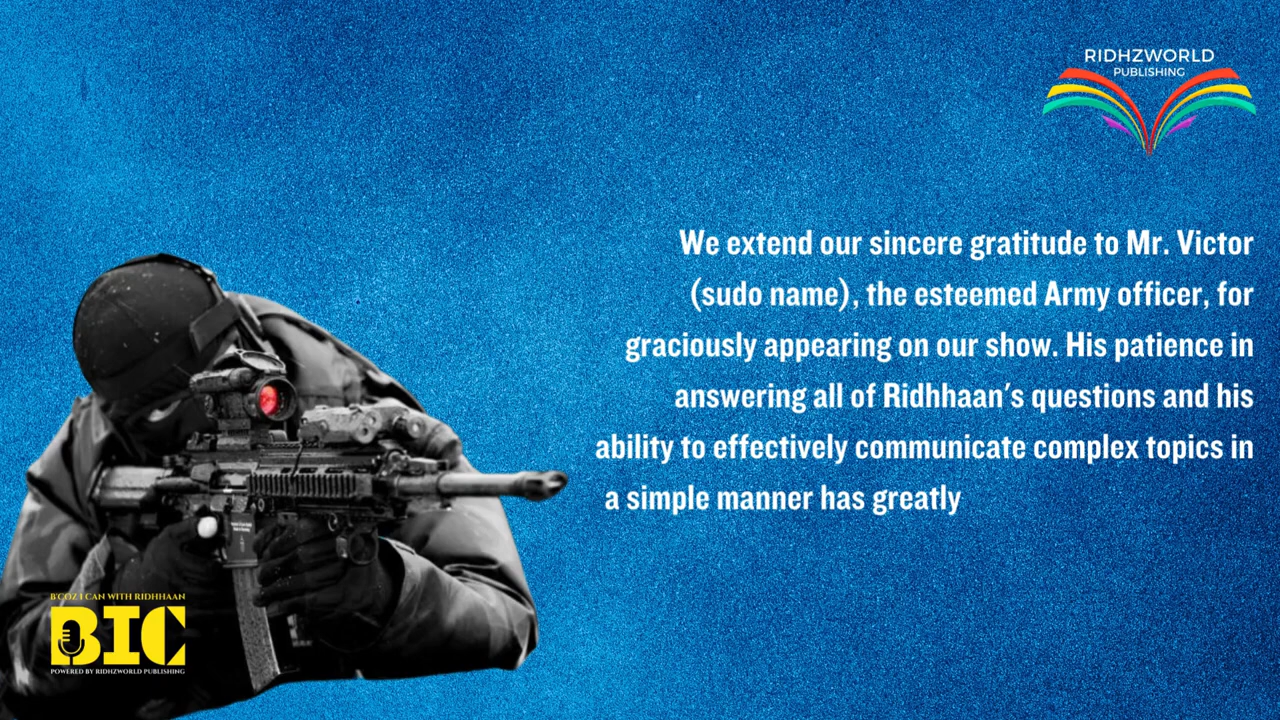 RIDHZWORLD
PUBLISHING
We extend our sincere gratitude to Mr. Victor
(sudo name), the esteemed Army officer, for
graciously appearing on our show. His patience in
answering all of Ridhhaan's questions and his
ability to effectively communicate complex topics in
a simple manner has greatly
B'COZ I CAN WITH RIDHHAAN
BIC
POWERED BY RIDHZWORLD PUBLISHING